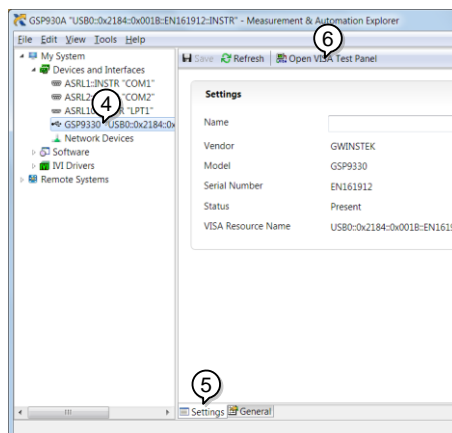 GSP930A "USB0::0x2184::0x001B::EN161912::INSTR" - Measurement & Automation Explorer
File Edit View Tools Help
6
My System
Devices and Interfaces
ASRL1::INSTR "COM1"
ASRL2:: "COM2"
ASRL10 "LPT1"
4
GSP9330 "USB0::0x2184::0x
Network Devices
Software
IVI Drivers
Remote Systems
Save Refresh Open VISA Test Panel
Settings
Name
Vendor GWINSTEK
Model GSP9330
Serial Number EN161912
Status Present
VISA Resource Name USB0::0x2184::0x001B::EN1619
5
Settings General